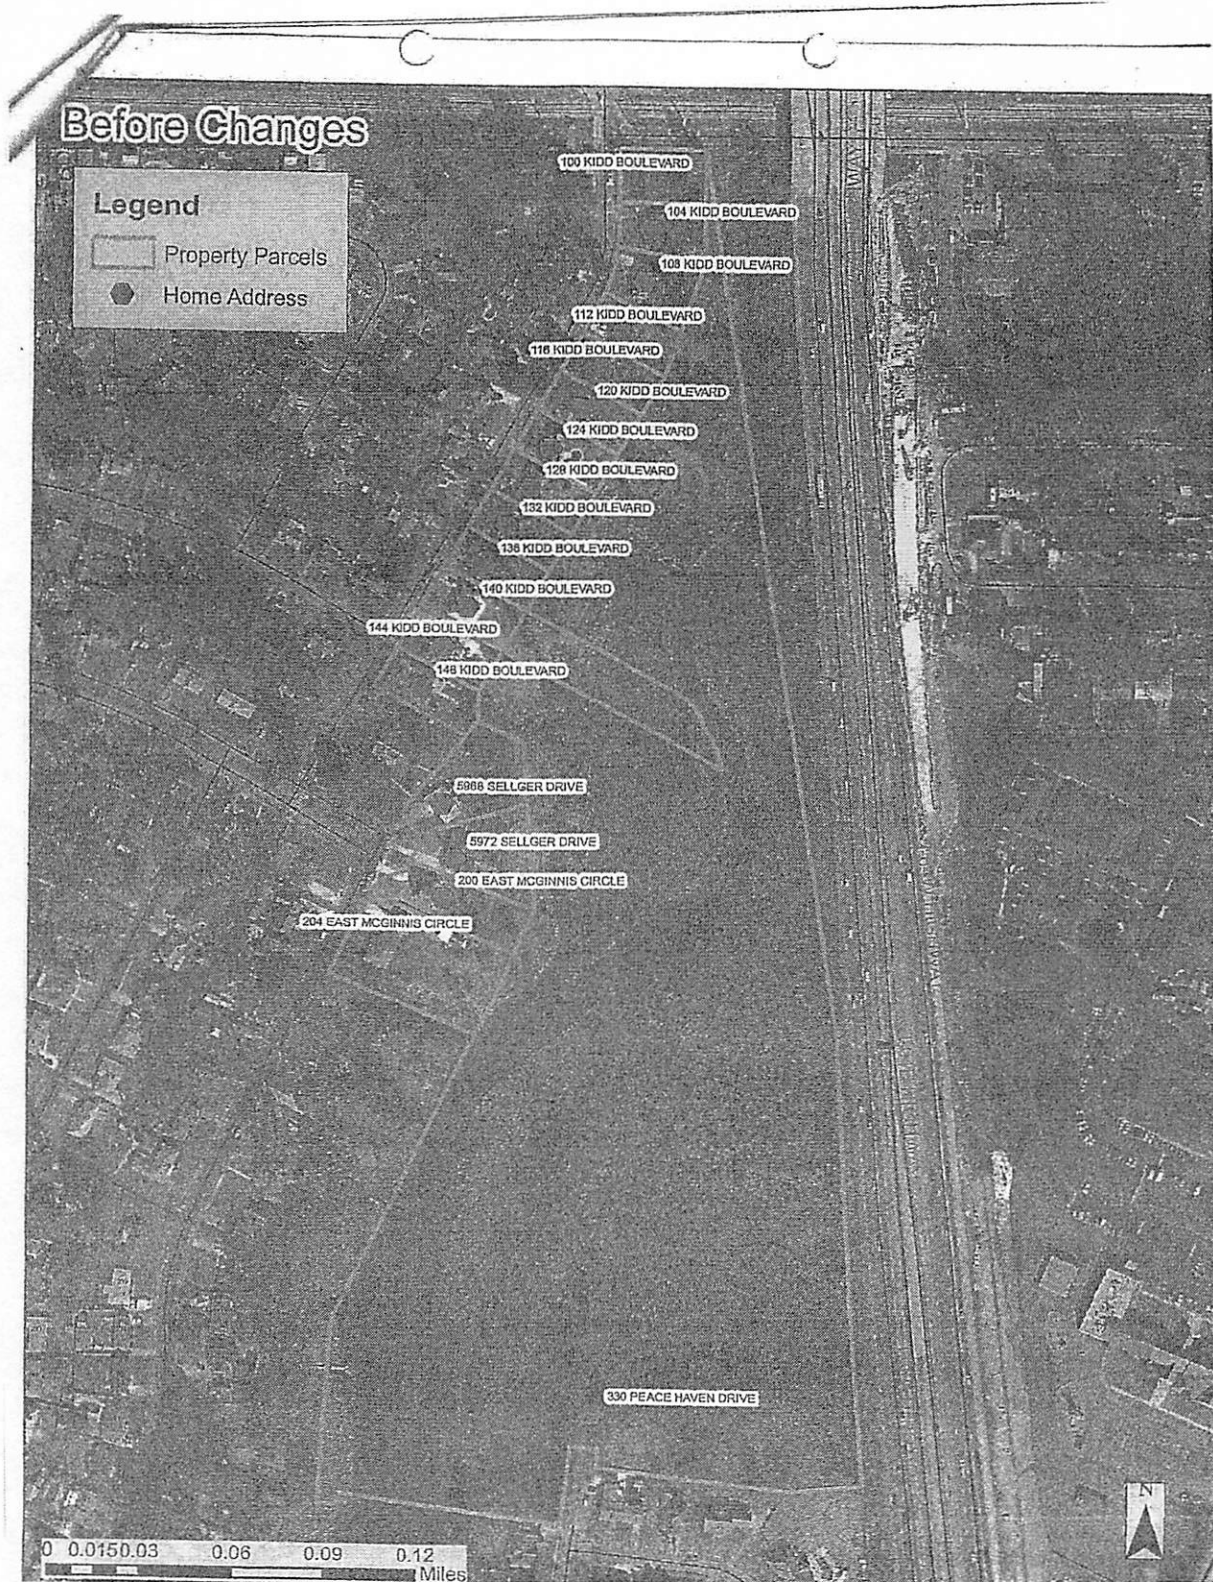 Before Changes
Legend
Property Parcels
Home Address
100 KIDD BOULEVARD
104 KIDD BOULEVARD
108 KIDD BOULEVARD
112 KIDD BOULEVARD
116 KIDD BOULEVARD
120 KIDD BOULEVARD
124 KIDD BOULEVARD
128 KIDD BOULEVARD
132 KIDD BOULEVARD
136 KIDD BOULEVARD
140 KIDD BOULEVARD
144 KIDD BOULEVARD
148 KIDD BOULEVARD
5968 SELLGER DRIVE
5972 SELLGER DRIVE
200 EAST MCGINNIS CIRCLE
204 EAST MCGINNIS CIRCLE
330 PEACE HAVEN DRIVE
N
0 0.015 0.03 0.06 0.09 0.12
Miles